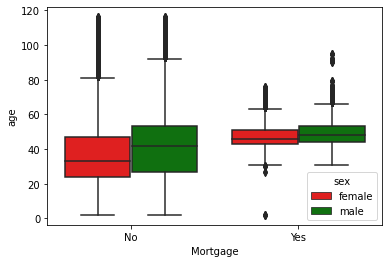 120
100
80
60
40
20
0
age
No
Yes
Mortgage
sex
female
male